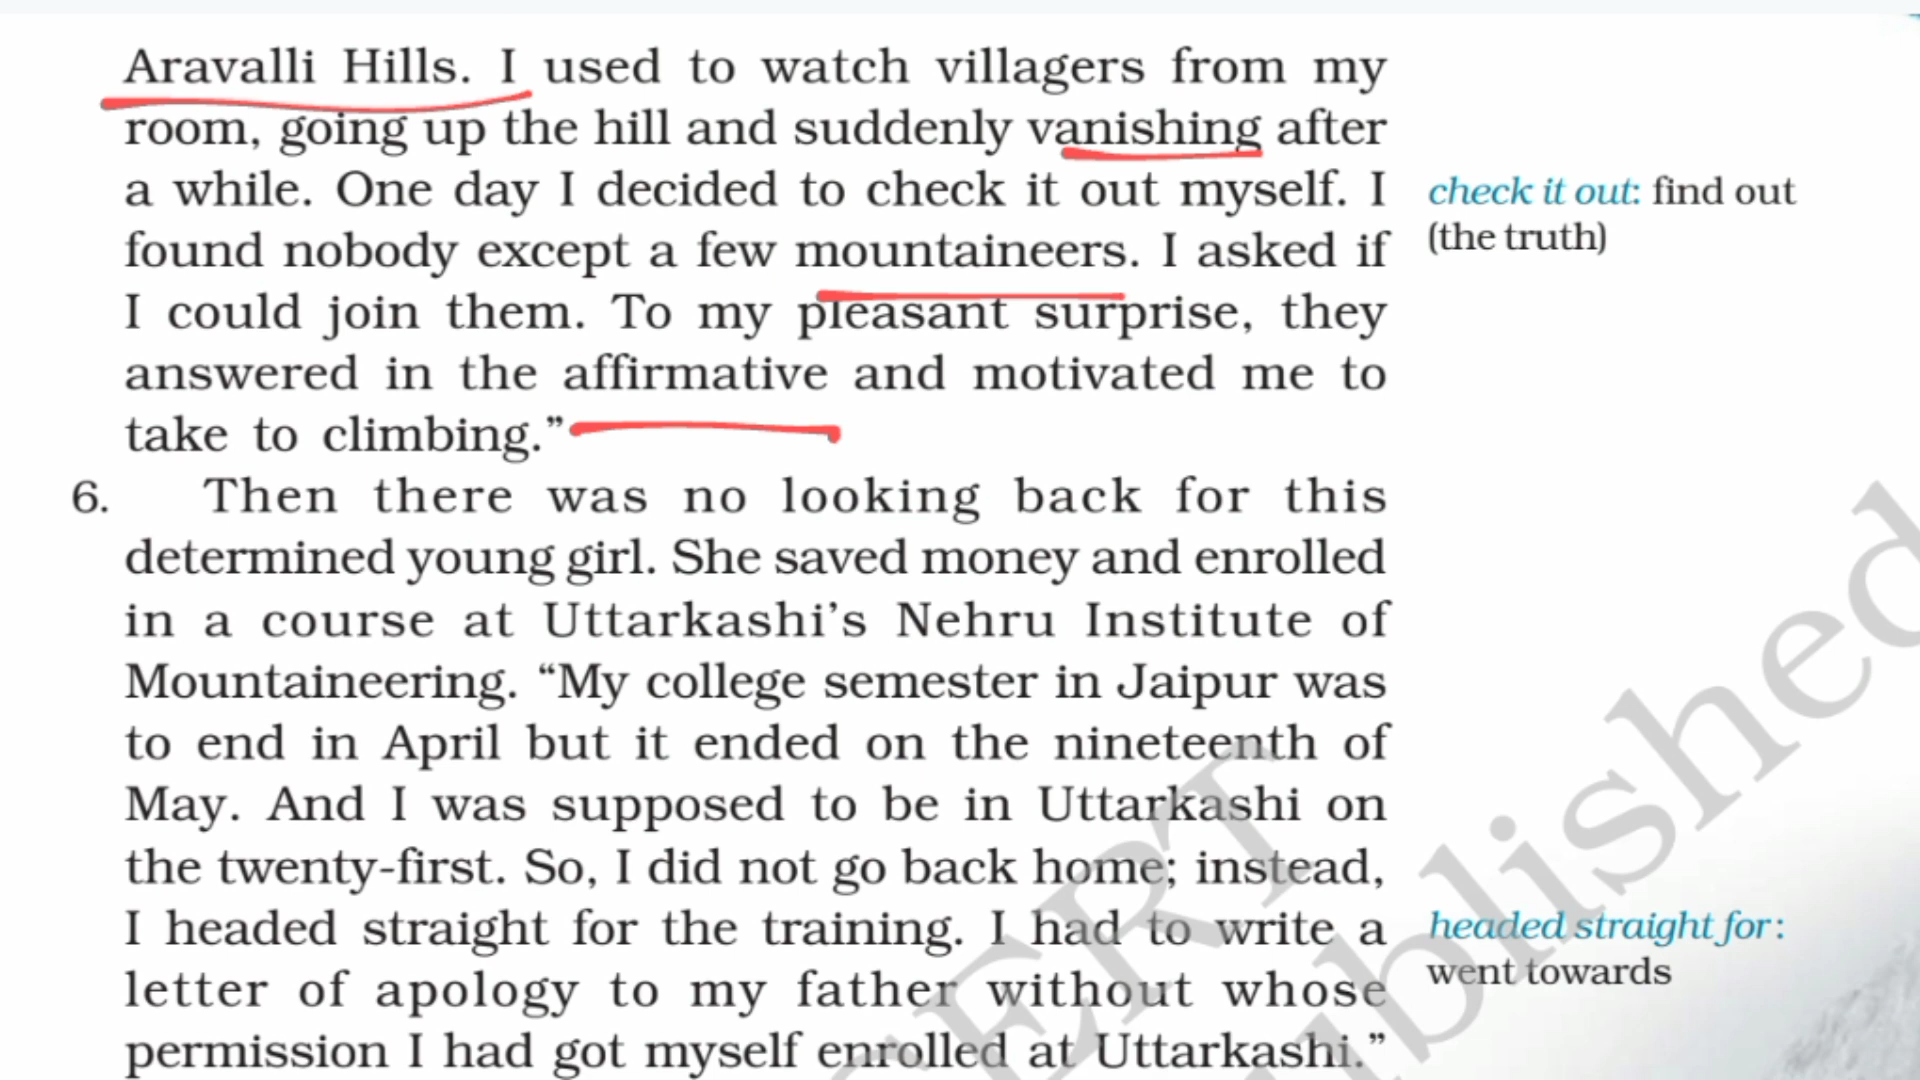 Aravalli Hills. I used to watch villagers from my
room, going up the hill and suddenly vanishing after
a while. One day I decided to check it out myself. I
found nobody except a few mountaineers. I asked if
I could join them. To my pleasant surprise, they
answered in the affirmative and motivated me to
take to climbing.”
check it out: find out
(the truth)
6. Then there was no looking back for this
determined young girl. She saved money and enrolled
in a course at Uttarkashi’s Nehru Institute of
Mountaineering. “My college semester in Jaipur was
to end in April but it ended on the nineteenth of
May. And I was supposed to be in Uttarkashi on
the twenty-first. So, I did not go back home; instead,
I headed straight for the training. I had to write a
letter of apology to my father without whose
permission I had got myself enrolled at Uttarkashi.”
headed straight for:
went towards